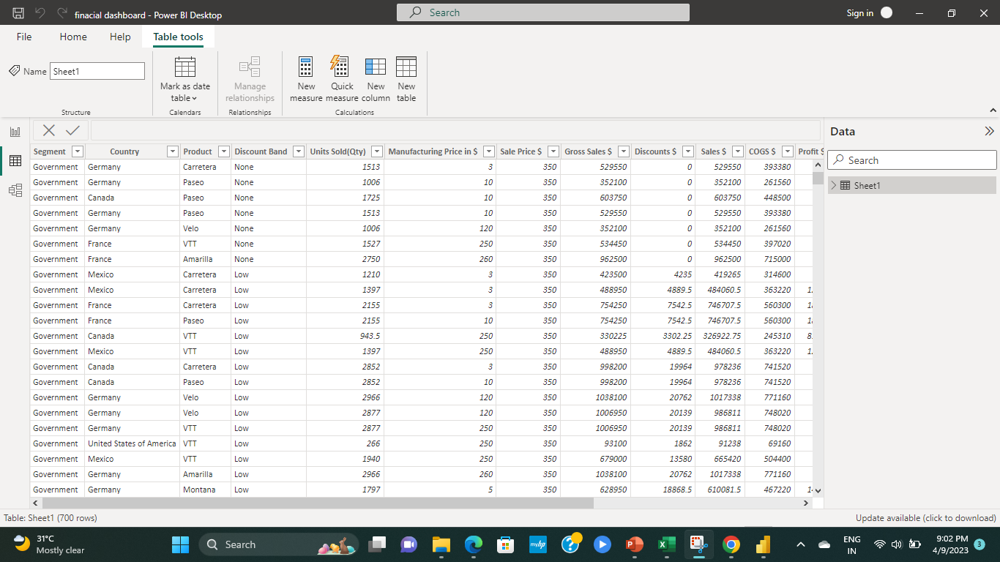 finacial dashboard - Power BI Desktop
Search
Sign in
File Home Help Table tools
Name Sheet1
Mark as date table
Manage relationships
New measure
Quick measure
New column
New table
Structure Calendars Relationships Calculations
Data
Search
Sheet1
Segment Country Product Discount Band Units Sold(Qty) Manufacturing Price in $ Sale Price $ Gross Sales $ Discounts $ Sales $ COGS $ Profit $
Government Germany Carretera None 1513 3 350 529550 0 529550 393380
Government Germany Paseo None 1006 10 350 352100 0 352100 261560
Government Canada Paseo None 1725 10 350 603750 0 603750 448500
Government Germany Paseo None 1513 10 350 529550 0 529550 393380
Government Germany Velo None 1006 120 350 352100 0 352100 261560
Government France VTT None 1527 250 350 534450 0 534450 397020
Government France Amarilla None 2750 260 350 962500 0 962500 715000
Government Mexico Carretera Low 1210 3 350 423500 4235 419265 314600
Government Mexico Carretera Low 1397 3 350 488950 4889.5 484060.5 363220
Government France Carretera Low 2155 3 350 754250 7542.5 746707.5 560300
Government France Paseo Low 2155 10 350 754250 7542.5 746707.5 560300
Government Canada VTT Low 943.5 250 350 330225 3302.25 326922.75 245310
Government Mexico VTT Low 1397 250 350 488950 4889.5 484060.5 363220
Government Canada Carretera Low 2852 3 350 998200 19964 978236 741520
Government Canada Paseo Low 2852 10 350 998200 19964 978236 741520
Government Germany Velo Low 2966 120 350 1038100 20762 1017338 771160
Government Germany Velo Low 2877 120 350 1006950 20139 986811 748020
Government Germany VTT Low 2877 250 350 1006950 20139 986811 748020
Government United States of America VTT Low 266 250 350 93100 1862 91238 69160
Government Mexico VTT Low 1940 250 350 679000 13580 665420 504400
Government Germany Amarilla Low 2966 260 350 1038100 20762 1017338 771160
Government Germany Montana Low 1797 5 350 628950 18868.5 610081.5 467220
Table: Sheet1 (700 rows)
Update available (click to download)
31°C
Mostly clear
Search
myhp
ENG
IN
9:02 PM
4/9/2023
3